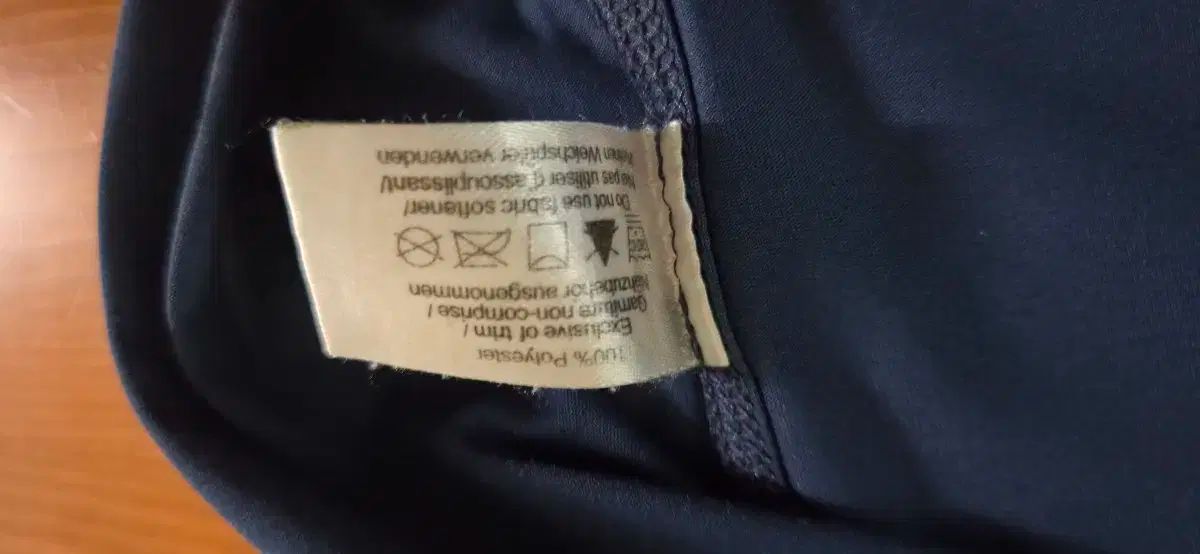 100% Polyester
Exclusive of trim /
Garniture non-comprise /
Nähzubehör ausgenommen
Do not use fabric softener/
Ne pas utiliser d'assouplissant/
Keinen Weichspüler verwenden